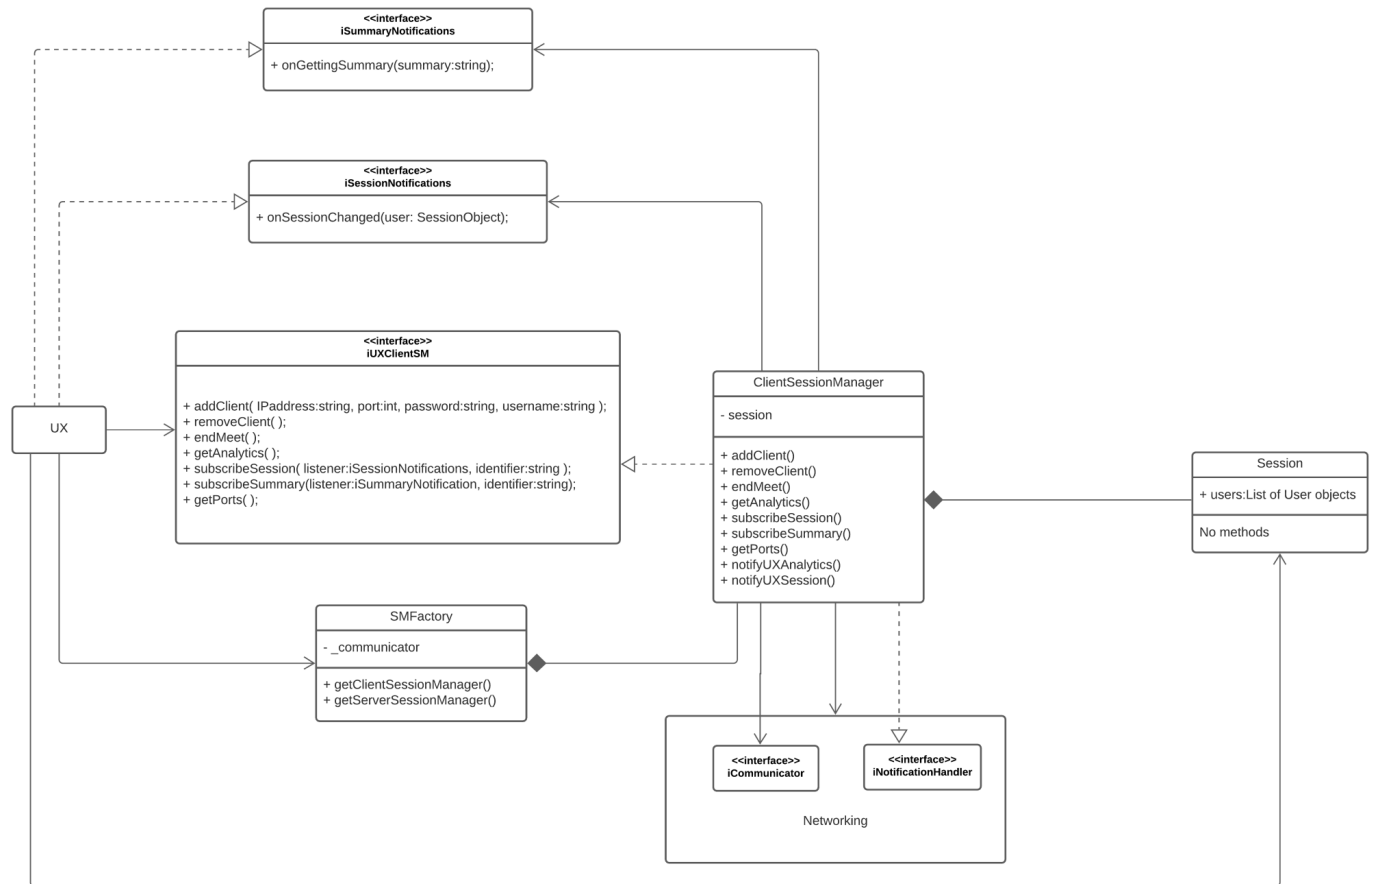 <<interface>>
iSummaryNotifications
+ onGettingSummary(summary:string);
<<interface>>
iSessionNotifications
+ onSessionChanged(user: SessionObject);
<<interface>>
iUXClientSM
+ addClient( IPaddress:string, port:int, password:string, username:string );
+ removeClient( );
+ endMeet( );
+ getAnalytics( );
+ subscribeSession( listener:iSessionNotifications, identifier:string );
+ subscribeSummary(listener:iSummaryNotification, identifier:string);
+ getPorts( );
UX
ClientSessionManager
- session
+ addClient()
+ removeClient()
+ endMeet()
+ getAnalytics()
+ subscribeSession()
+ subscribeSummary()
+ getPorts()
+ notifyUXAnalytics()
+ notifyUXSession()
Session
+ users:List of User objects
No methods
SMFactory
- _communicator
+ getClientSessionManager()
+ getServerSessionManager()
<<interface>>
iCommunicator
<<interface>>
iNotificationHandler
Networking